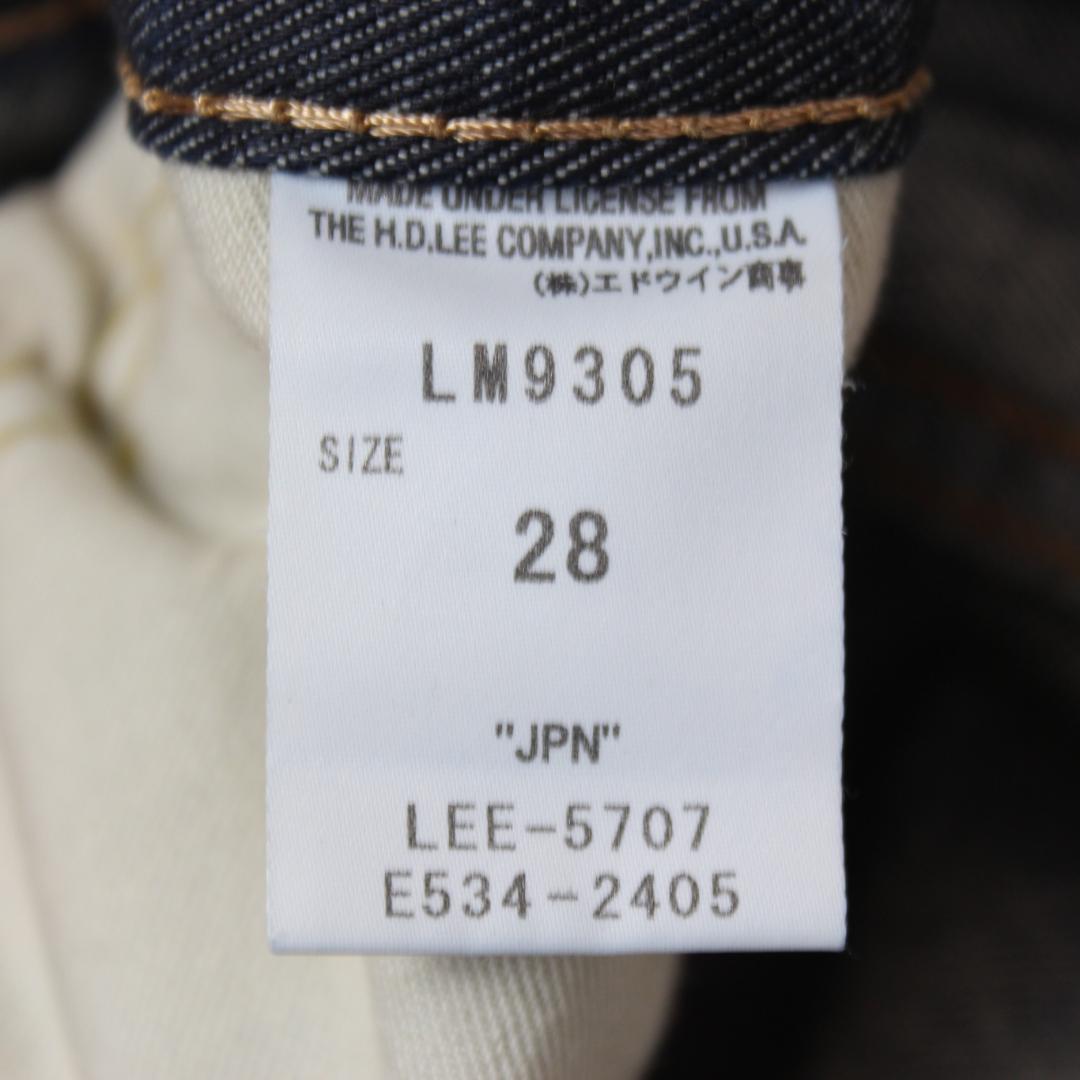 MADE UNDER LICENSE FROM
THE H.D.LEE COMPANY,INC.,U.S.A.
(株)エドウイン商事
LM9305
SIZE
28
"JPN"
LEE-5707
E534-2405